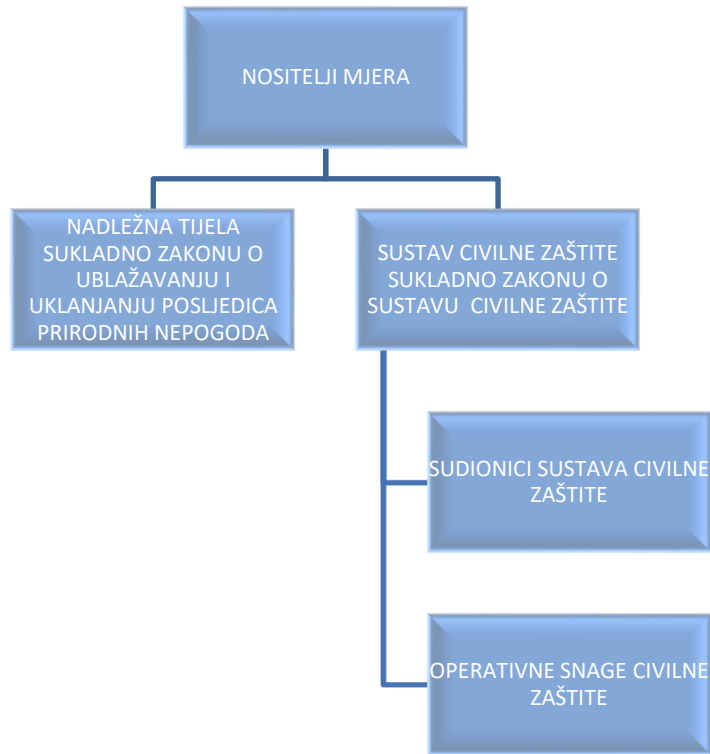 NOSITELJI MJERA
NADLEŽNA TIJELA
SUKLADNO ZAKONU O
UBLAŽAVANJU I
UKLANJANJU POSLJEDICA
PRIRODNIH NEPOGODA
SUSTAV CIVILNE ZAŠTITE
SUKLADNO ZAKONU O
SUSTAVU CIVILNE ZAŠTITE
SUDIONICI SUSTAVA CIVILNE
ZAŠTITE
OPERATIVNE SNAGE CIVILNE
ZAŠTITE